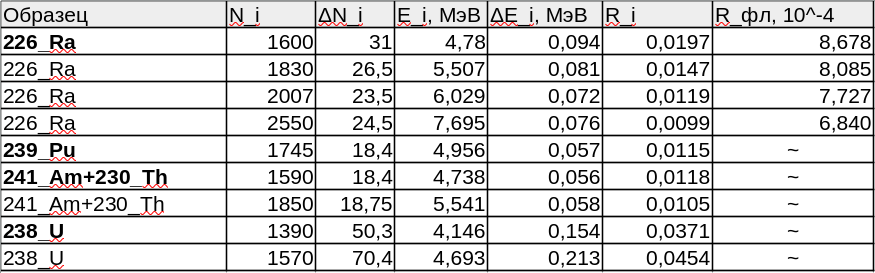 Образец N_i ΔN_i E_i, МэВ ΔE_i, МэВ R_i R_фл, 10^-4
226_Ra 1600 31 4,78 0,094 0,0197 8,678
226_Ra 1830 26,5 5,507 0,081 0,0147 8,085
226_Ra 2007 23,5 6,029 0,072 0,0119 7,727
226_Ra 2550 24,5 7,695 0,076 0,0099 6,840
239_Pu 1745 18,4 4,956 0,057 0,0115 ~
241_Am+230_Th 1590 18,4 4,738 0,056 0,0118 ~
241_Am+230_Th 1850 18,75 5,541 0,058 0,0105 ~
238_U 1390 50,3 4,146 0,154 0,0371 ~
238_U 1570 70,4 4,693 0,213 0,0454 ~